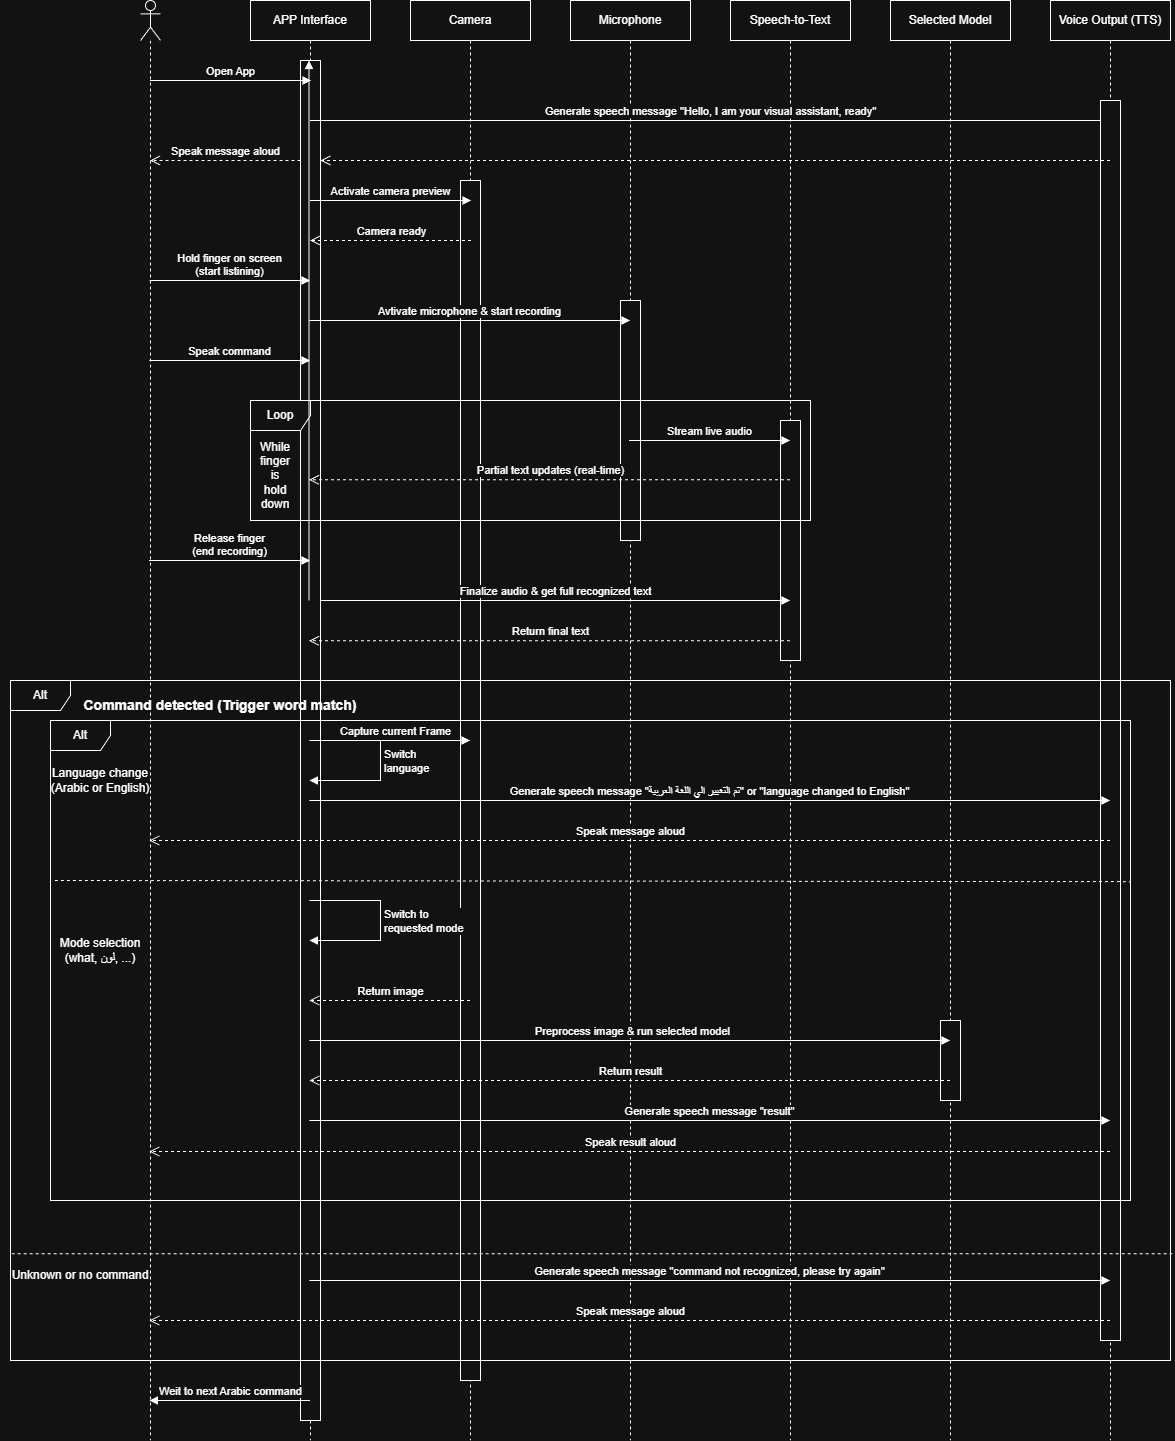 APP Interface
Camera
Microphone
Speech-to-Text
Selected Model
Voice Output (TTS)
Open App
Generate speech message "Hello, I am your visual assistant, ready"
Speak message aloud
Activate camera preview
Camera ready
Hold finger on screen
(start listining)
Avtivate microphone & start recording
Speak command
Loop
While
finger
is
hold
down
Stream live audio
Partial text updates (real-time)
Release finger
(end recording)
Finalize audio & get full recognized text
Return final text
Alt
Command detected (Trigger word match)
Alt
Capture current Frame
Switch
language
Language change
(Arabic or English)
Generate speech message "تم التغيير الي اللغة العربية" or "language changed to English"
Speak message aloud
Switch to
requested mode
Mode selection
(what, لون, ...)
Return image
Preprocess image & run selected model
Return result
Generate speech message "result"
Speak result aloud
Unknown or no command
Generate speech message "command not recognized, please try again"
Speak message aloud
Weit to next Arabic command